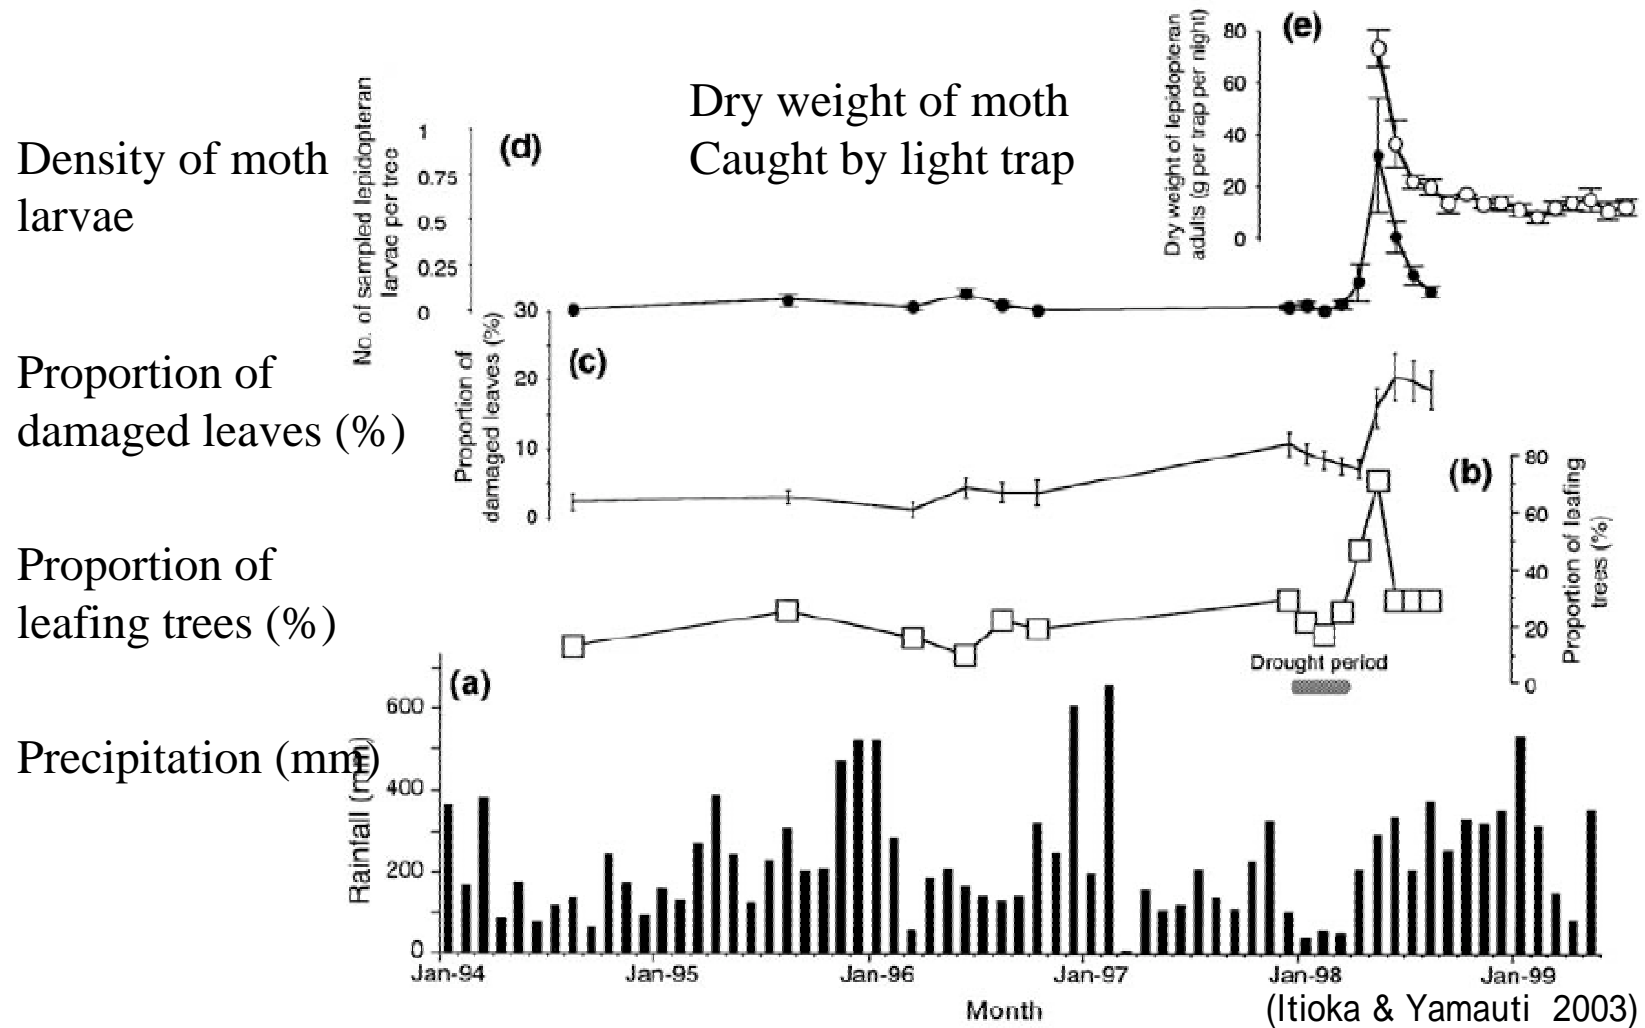 Dry weight of lepidopteran
adults (g per trap per night)
80
60
40
20
0
(e)
Dry weight of moth
Caught by light trap
Density of moth
larvae
No. of sampled lepidopteran
larvae per tree
1
0.75
0.5
0.25
0
(d)
Proportion of
damaged leaves (%)
Proportion of
damaged leaves (%)
30
20
10
0
(c)
(b)
80
60
40
20
0
Proportion of leafing
trees (%)
Proportion of
leafing trees (%)
Drought period
(a)
Precipitation (mm)
Rainfall (mm)
600
400
200
0
Jan-94
Jan-95
Jan-96
Jan-97
Jan-98
Jan-99
Month
(Itioka & Yamauti 2003)